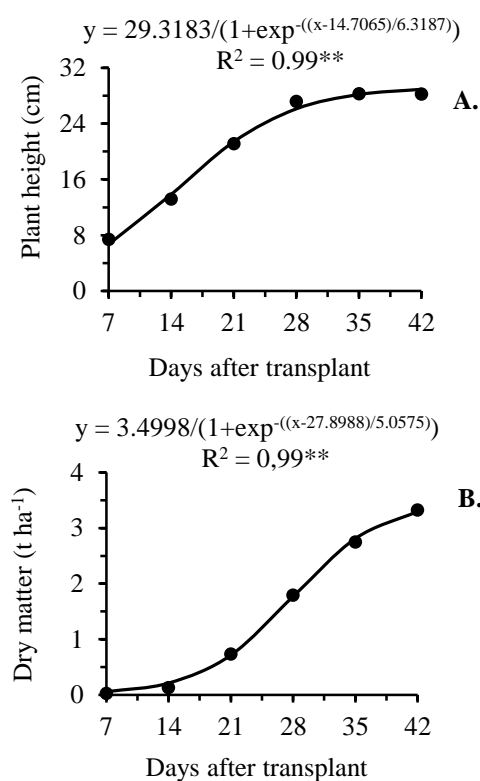 y = 29.3183/(1+exp^-((x-14.7065)/6.3187))
R² = 0.99**
32
24
16
8
0
Plant height (cm)
A.
7 14 21 28 35 42
Days after transplant
y = 3.4998/(1+exp^-((x-27.8988)/5.0575))
R² = 0,99**
4
3
2
1
0
Dry matter (t ha⁻¹)
B.
7 14 21 28 35 42
Days after transplant